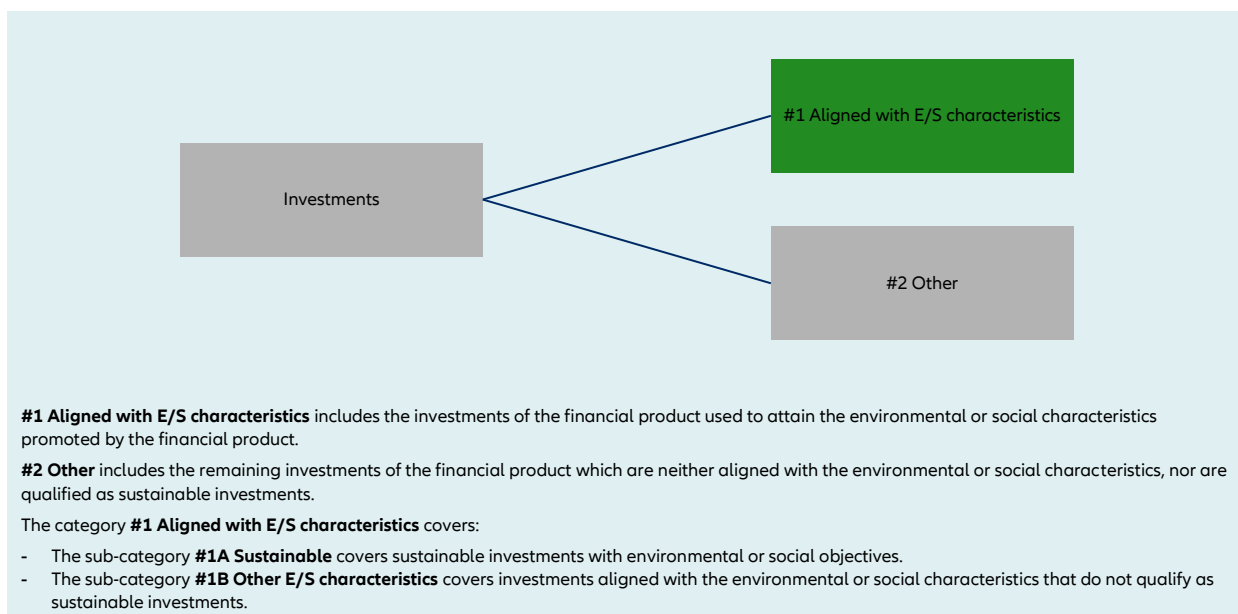 #1 Aligned with E/S characteristics
Investments
#2 Other
#1 Aligned with E/S characteristics includes the investments of the financial product used to attain the environmental or social characteristics
promoted by the financial product.
#2 Other includes the remaining investments of the financial product which are neither aligned with the environmental or social characteristics, nor are
qualified as sustainable investments.
The category #1 Aligned with E/S characteristics covers:
- The sub-category #1A Sustainable covers sustainable investments with environmental or social objectives.
- The sub-category #1B Other E/S characteristics covers investments aligned with the environmental or social characteristics that do not qualify as
sustainable investments.